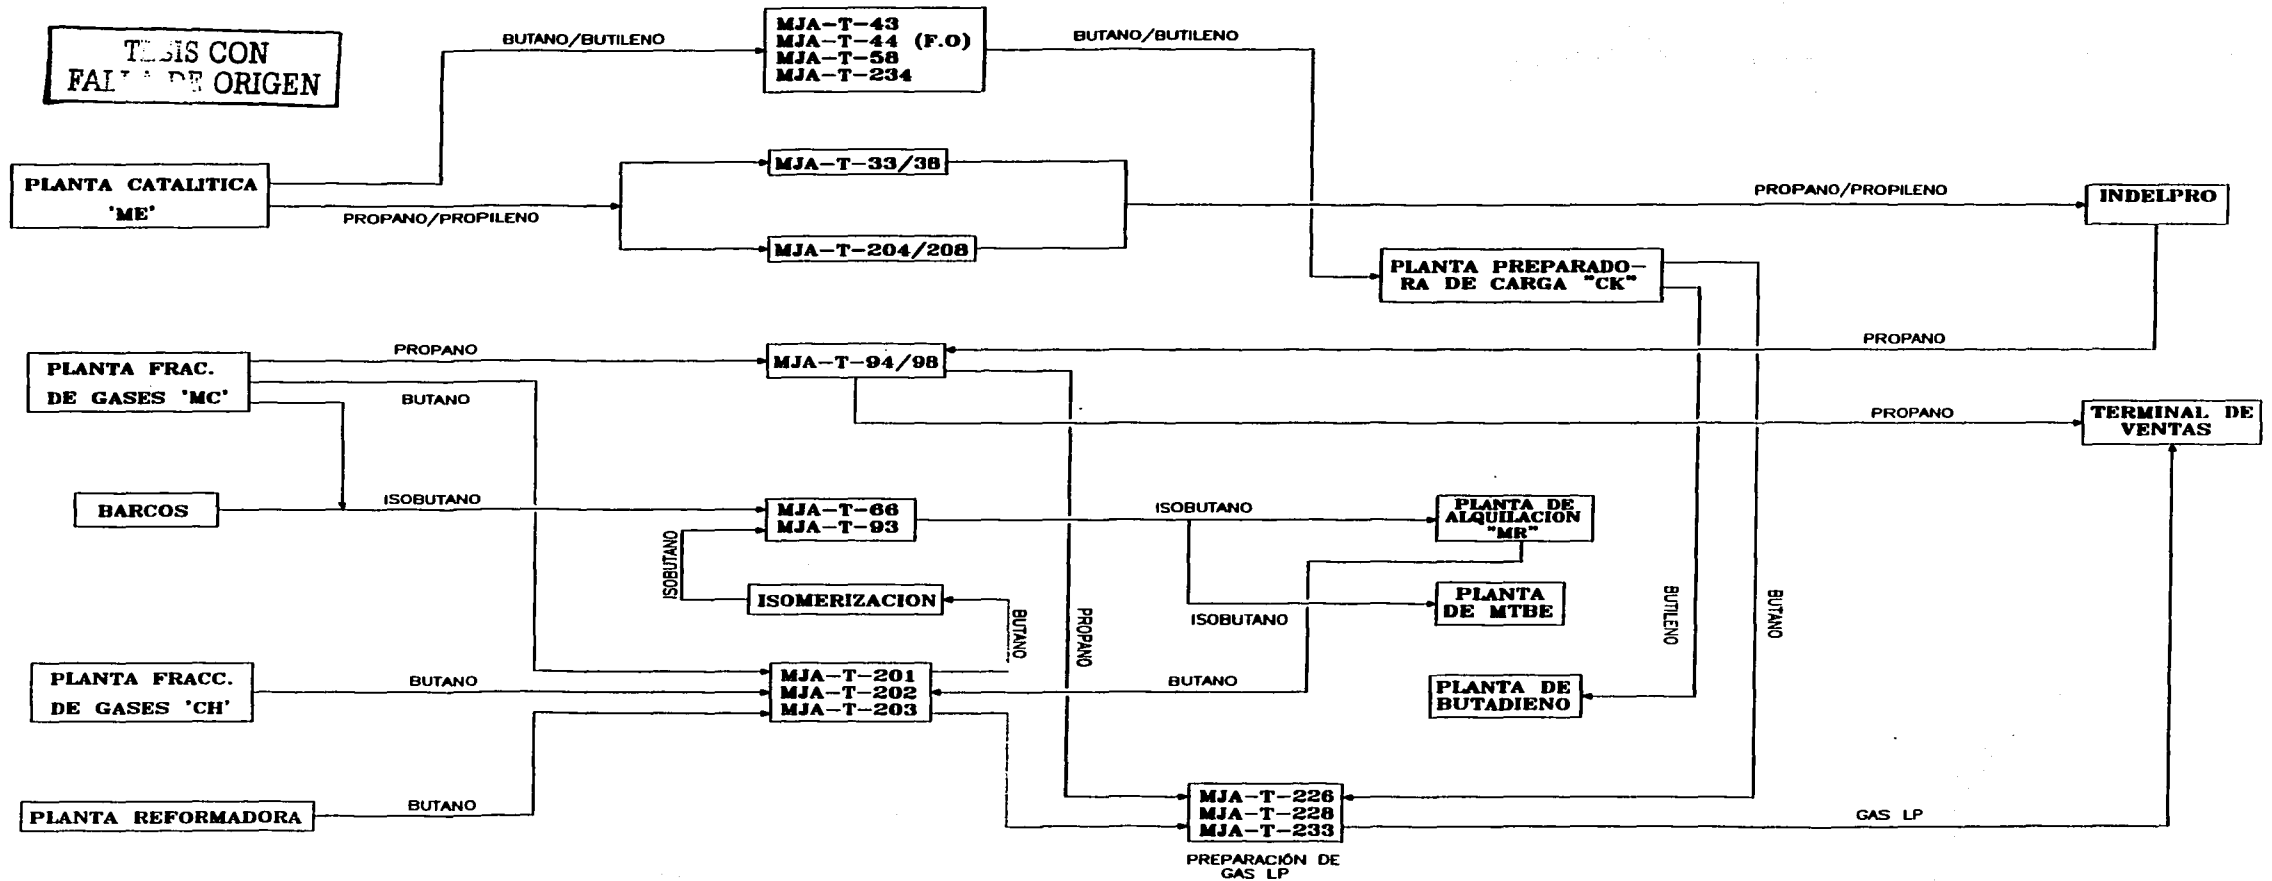 CON
DE ORIGEN
BUTANO/BUTILENO
MJA-T-43
MJA-T-44 (F.O)
MJA-T-58
MJA-T-234
BUTANO/BUTILENO
PLANTA CATALITICA
'ME'
PROPANO/PROPILENO
MJA-T-33/38
MJA-T-204/208
PROPANO/PROPILENO
INDELPRO
PLANTA PREPARADO-
RA DE CARGA "CK"
PLANTA FRAC.
DE GASES 'MC'
PROPANO
BUTANO
MJA-T-94/98
PROPANO
PROPANO
TERMINAL DE
VENTAS
BARCOS
ISOBUTANO
MJA-T-66
MJA-T-93
ISOBUTANO
PLANTA DE
ALQUILACION
"MR"
ISOBUTANO
ISOMERIZACION
BUTANO
PROPANO
ISOBUTANO
PLANTA
DE MTBE
BUTILENO
BUTANO
PLANTA FRACC.
DE GASES 'CH'
BUTANO
MJA-T-201
MJA-T-202
MJA-T-203
BUTANO
PLANTA DE
BUTADIENO
PLANTA REFORMADORA
BUTANO
MJA-T-226
MJA-T-228
MJA-T-233
GAS LP
PREPARACIÓN DE
GAS LP